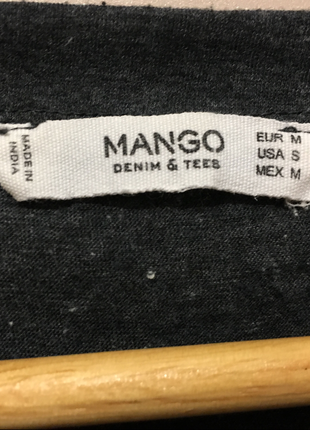 MADE IN
INDIA
MANGO
DENIM & TEES
EUR M
USA S
MEX M